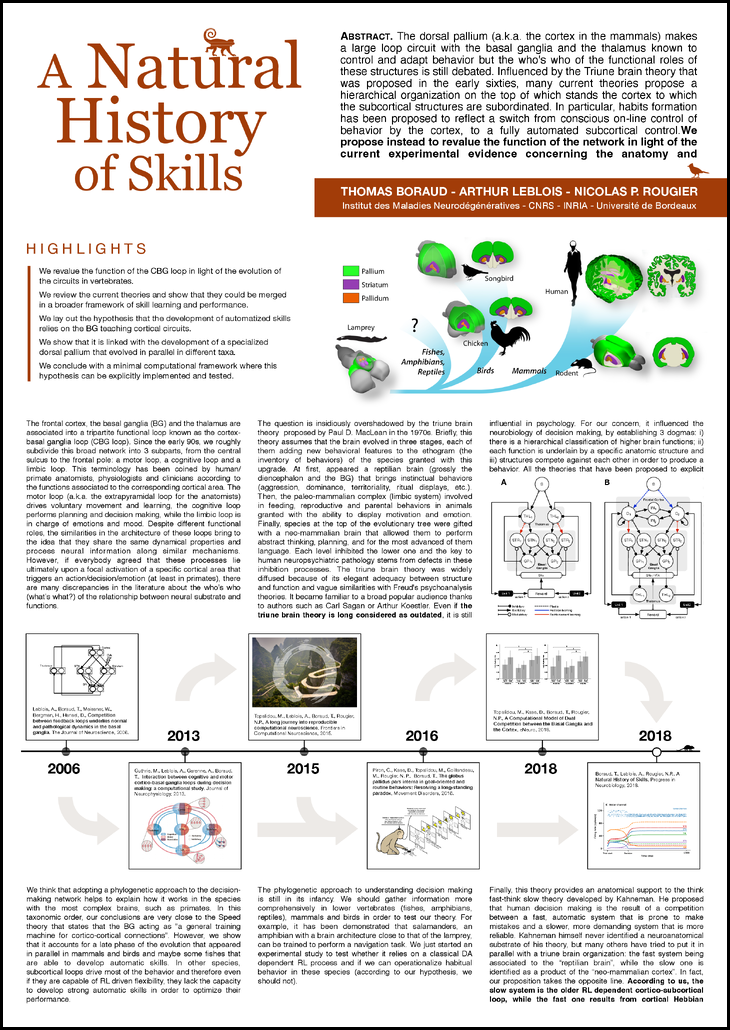 A Natural
History
of Skills
ABSTRACT. The dorsal pallium (a.k.a. the cortex in the mammals) makes
a large loop circuit with the basal ganglia and the thalamus known to
control and adapt behavior but the who's who of the functional roles of
these structures is still debated. Influenced by the Triune brain theory that
was proposed in the early sixties, many current theories propose a
hierarchical organization on the top of which stands the cortex to which
the subcortical structures are subordinated. In particular, habits formation
has been proposed to reflect a switch from conscious on-line control of
behavior by the cortex, to a fully automated subcortical control.We
propose instead to revalue the function of the network in light of the
current experimental evidence concerning the anatomy and
THOMAS BORAUD - ARTHUR LEBLOIS - NICOLAS P. ROUGIER
Institut des Maladies Neurodégénératives - CNRS - INRIA - Université de Bordeaux
HIGHLIGHTS
We revalue the function of the CBG loop in light of the evolution of
the circuits in vertebrates.
We review the current theories and show that they could be merged
in a broader framework of skill learning and performance.
We lay out the hypothesis that the development of automatized skills
relies on the BG teaching cortical circuits.
We show that it is linked with the development of a specialized
dorsal pallium that evolved in parallel in different taxa.
We conclude with a minimal computational framework where this
hypothesis can be explicitly implemented and tested.
Pallium
Striatum
Pallidum
Songbird
Human
Lamprey
?
Chicken
Fishes,
Amphibians,
Reptiles
Birds
Mammals
Rodent
The frontal cortex, the basal ganglia (BG) and the thalamus are
associated into a tripartite functional loop known as the cortex-
basal ganglia loop (CBG loop). Since the early 90s, we roughly
subdivide this broad network into 3 subparts, from the central
sulcus to the frontal pole: a motor loop, a cognitive loop and a
limbic loop. This terminology has been coined by human/
primate anatomists, physiologists and clinicians according to
the functions associated to the corresponding cortical area. The
motor loop (a.k.a. the extrapyramidal loop for the anatomists)
drives voluntary movement and learning, the cognitive loop
performs planning and decision making, while the limbic loop is
in charge of emotions and mood. Despite different functional
roles, the similarities in the architecture of these loops bring to
the idea that they share the same dynamical properties and
process neural information along similar mechanisms.
However, if everybody agreed that these processes lie
ultimately upon a focal activation of a specific cortical area that
triggers an action/decision/emotion (at least in primates), there
are many discrepancies in the literature about the who's who
(what's what?) of the relationship between neural substrate and
functions.
The question is insidiously overshadowed by the triune brain
theory proposed by Paul D. MacLean in the 1970s. Briefly, this
theory assumes that the brain evolved in three stages, each of
them adding new behavioral features to the ethogram (the
inventory of behaviors) of the species granted with this
upgrade. At first, appeared a reptilian brain (grossly the
diencephalon and the BG) that brings instinctual behaviors
(aggression, dominance, territoriality, ritual displays, etc.).
Then, the paleo-mammalian complex (limbic system) involved
in feeding, reproductive and parental behaviors in animals
granted with the ability to display motivation and emotion.
Finally, species at the top of the evolutionary tree were gifted
with a neo-mammalian brain that allowed them to perform
abstract thinking, planning, and for the most advanced of them
language. Each level inhibited the lower one and the key to
human neuropsychiatric pathology stems from defects in these
inhibition processes. The triune brain theory was widely
diffused because of its elegant adequacy between structure
and function and vague similarities with Freud's psychoanalysis
theories. It became familiar to a broad popular audience thanks
to authors such as Carl Sagan or Arthur Koestler. Even if the
triune brain theory is long considered as outdated, it is still
influential in psychology. For our concern, it influenced the
neurobiology of decision making, by establishing 3 dogmas: i)
there is a hierarchical classification of higher brain functions; ii)
each function is underlain by a specific anatomic structure and
iii) structures compete against each other in order to produce a
behavior. All the theories that have been proposed to explicit
A
B
Leblois, A., Boraud, T., Meissner, W.,
Bergman, H., Hansel, D., Competition
between feedback loops underlies normal
and pathological dynamics in the basal
ganglia. The Journal of Neuroscience, 2006.
2013
Topalidou, M., Leblois, A., Boraud, T., Rougier,
N.P., A long journey into reproducible
computational neuroscience. Frontiers in
Computational Neuroscience, 2015.
2016
Topalidou, M., Kase, D., Boraud, T., Rougier,
N.P., A Computational Model of Dual
Competition between the Basal Ganglia and
the Cortex, eNeuro, 2018.
2018
2006
Guthrie, M., Leblois, A., Garenne, A., Boraud,
T., Interaction between cognitive and motor
cortico-basal ganglia loops during decision
making: a computational study. Journal of
Neurophysiology, 2013.
2015
Piron, C., Kase, D., Topalidou, M., Goillandeau,
M., Rougier, N. P., Boraud, T., The globus
pallidus pars interna in goal-oriented and
routine behaviors: Resolving a long-standing
paradox. Movement Disorders, 2016.
2018
Boraud, T., Leblois, A., Rougier, N.P., A
Natural History of Skills. Progress in
Neurobiology, 2018.
We think that adopting a phylogenetic approach to the decision-
making network helps to explain how it works in the species
with the most complex brains, such as primates. In this
taxonomic order, our conclusions are very close to the Speed
theory that states that the BG acting as "a general training
machine for cortico-cortical connections". However, we show
that it accounts for a late phase of the evolution that appeared
in parallel in mammals and birds and maybe some fishes that
are able to develop automatic skills. In other species,
subcortical loops drive most of the behavior and therefore even
if they are capable of RL driven flexibility, they lack the capacity
to develop strong automatic skills in order to optimize their
performance.
The phylogenetic approach to understanding decision making
is still in its infancy. We should gather information more
comprehensively in lower vertebrates (fishes, amphibians,
reptiles), mammals and birds in order to test our theory. For
example, it has been demonstrated that salamanders, an
amphibian with a brain architecture close to that of the lamprey,
can be trained to perform a navigation task. We just started an
experimental study to test whether it relies on a classical DA
dependent RL process and if we can operationalize habitual
behavior in these species (according to our hypothesis, we
should not).
Finally, this theory provides an anatomical support to the think
fast-think slow theory developed by Kahneman. He proposed
that human decision making is the result of a competition
between a fast, automatic system that is prone to make
mistakes and a slower, more demanding system that is more
reliable. Kahneman himself never identified a neuroanatomical
substrate of his theory, but many others have tried to put it in
parallel with a triune brain organization: the fast system being
associated to the "reptilian brain", while the slow one is
identified as a product of the "neo-mammalian cortex". In fact,
our proposition takes the opposite line. According to us, the
slow system is the older RL dependent cortico-subcortical
loop, while the fast one results from cortical Hebbian